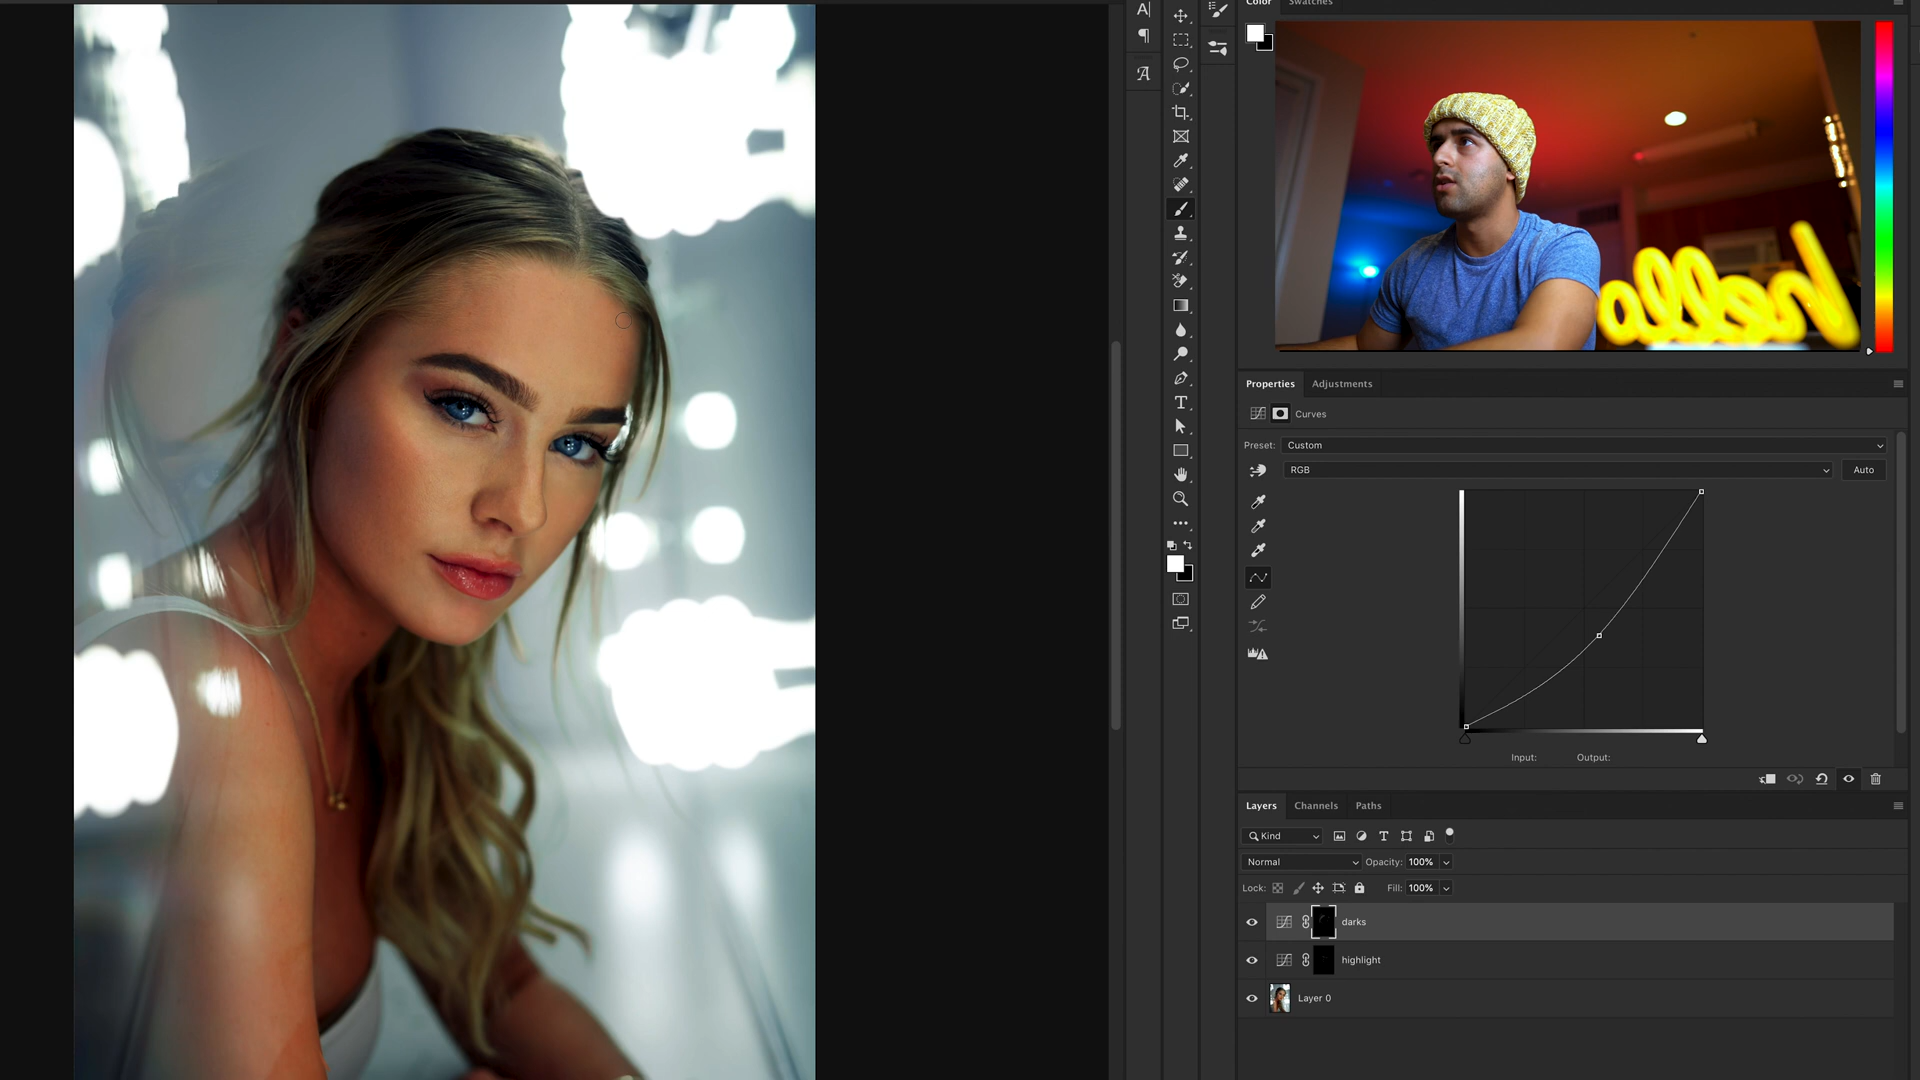 Color Swatches
hello
Properties Adjustments
Curves
Preset: Custom
RGB Auto
Input: Output:
Layers Channels Paths
Kind
Normal Opacity: 100%
Lock: Fill: 100%
darks
highlight
Layer 0